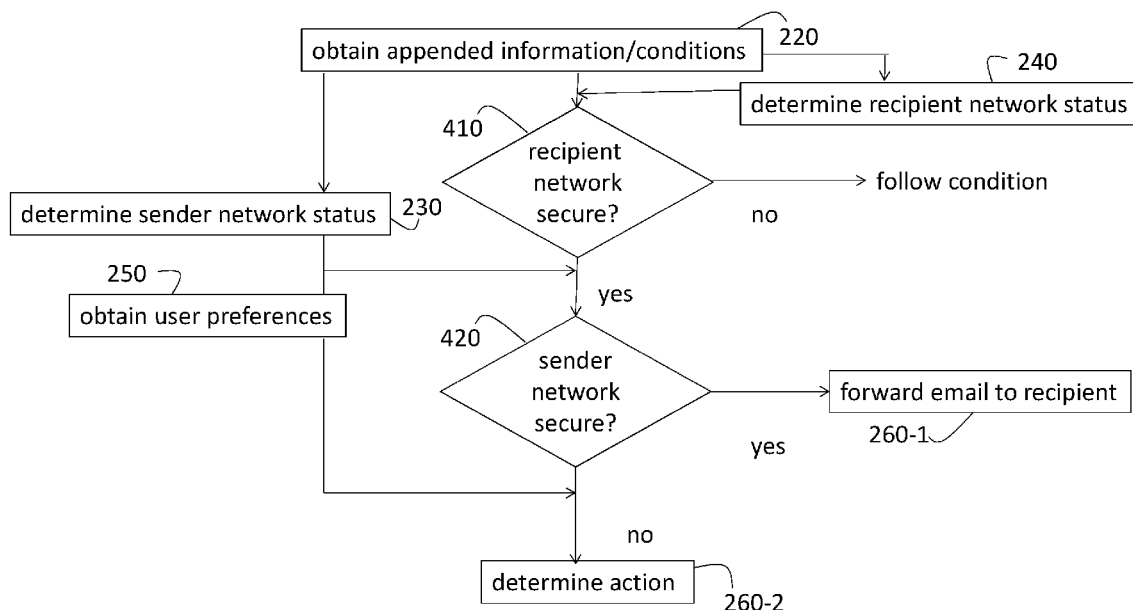 obtain appended information/conditions
220
240
determine recipient network status
410
recipient
network
secure?
follow condition
no
determine sender network status
230
250
obtain user preferences
yes
420
sender
network
secure?
forward email to recipient
260-1
yes
no
determine action
260-2